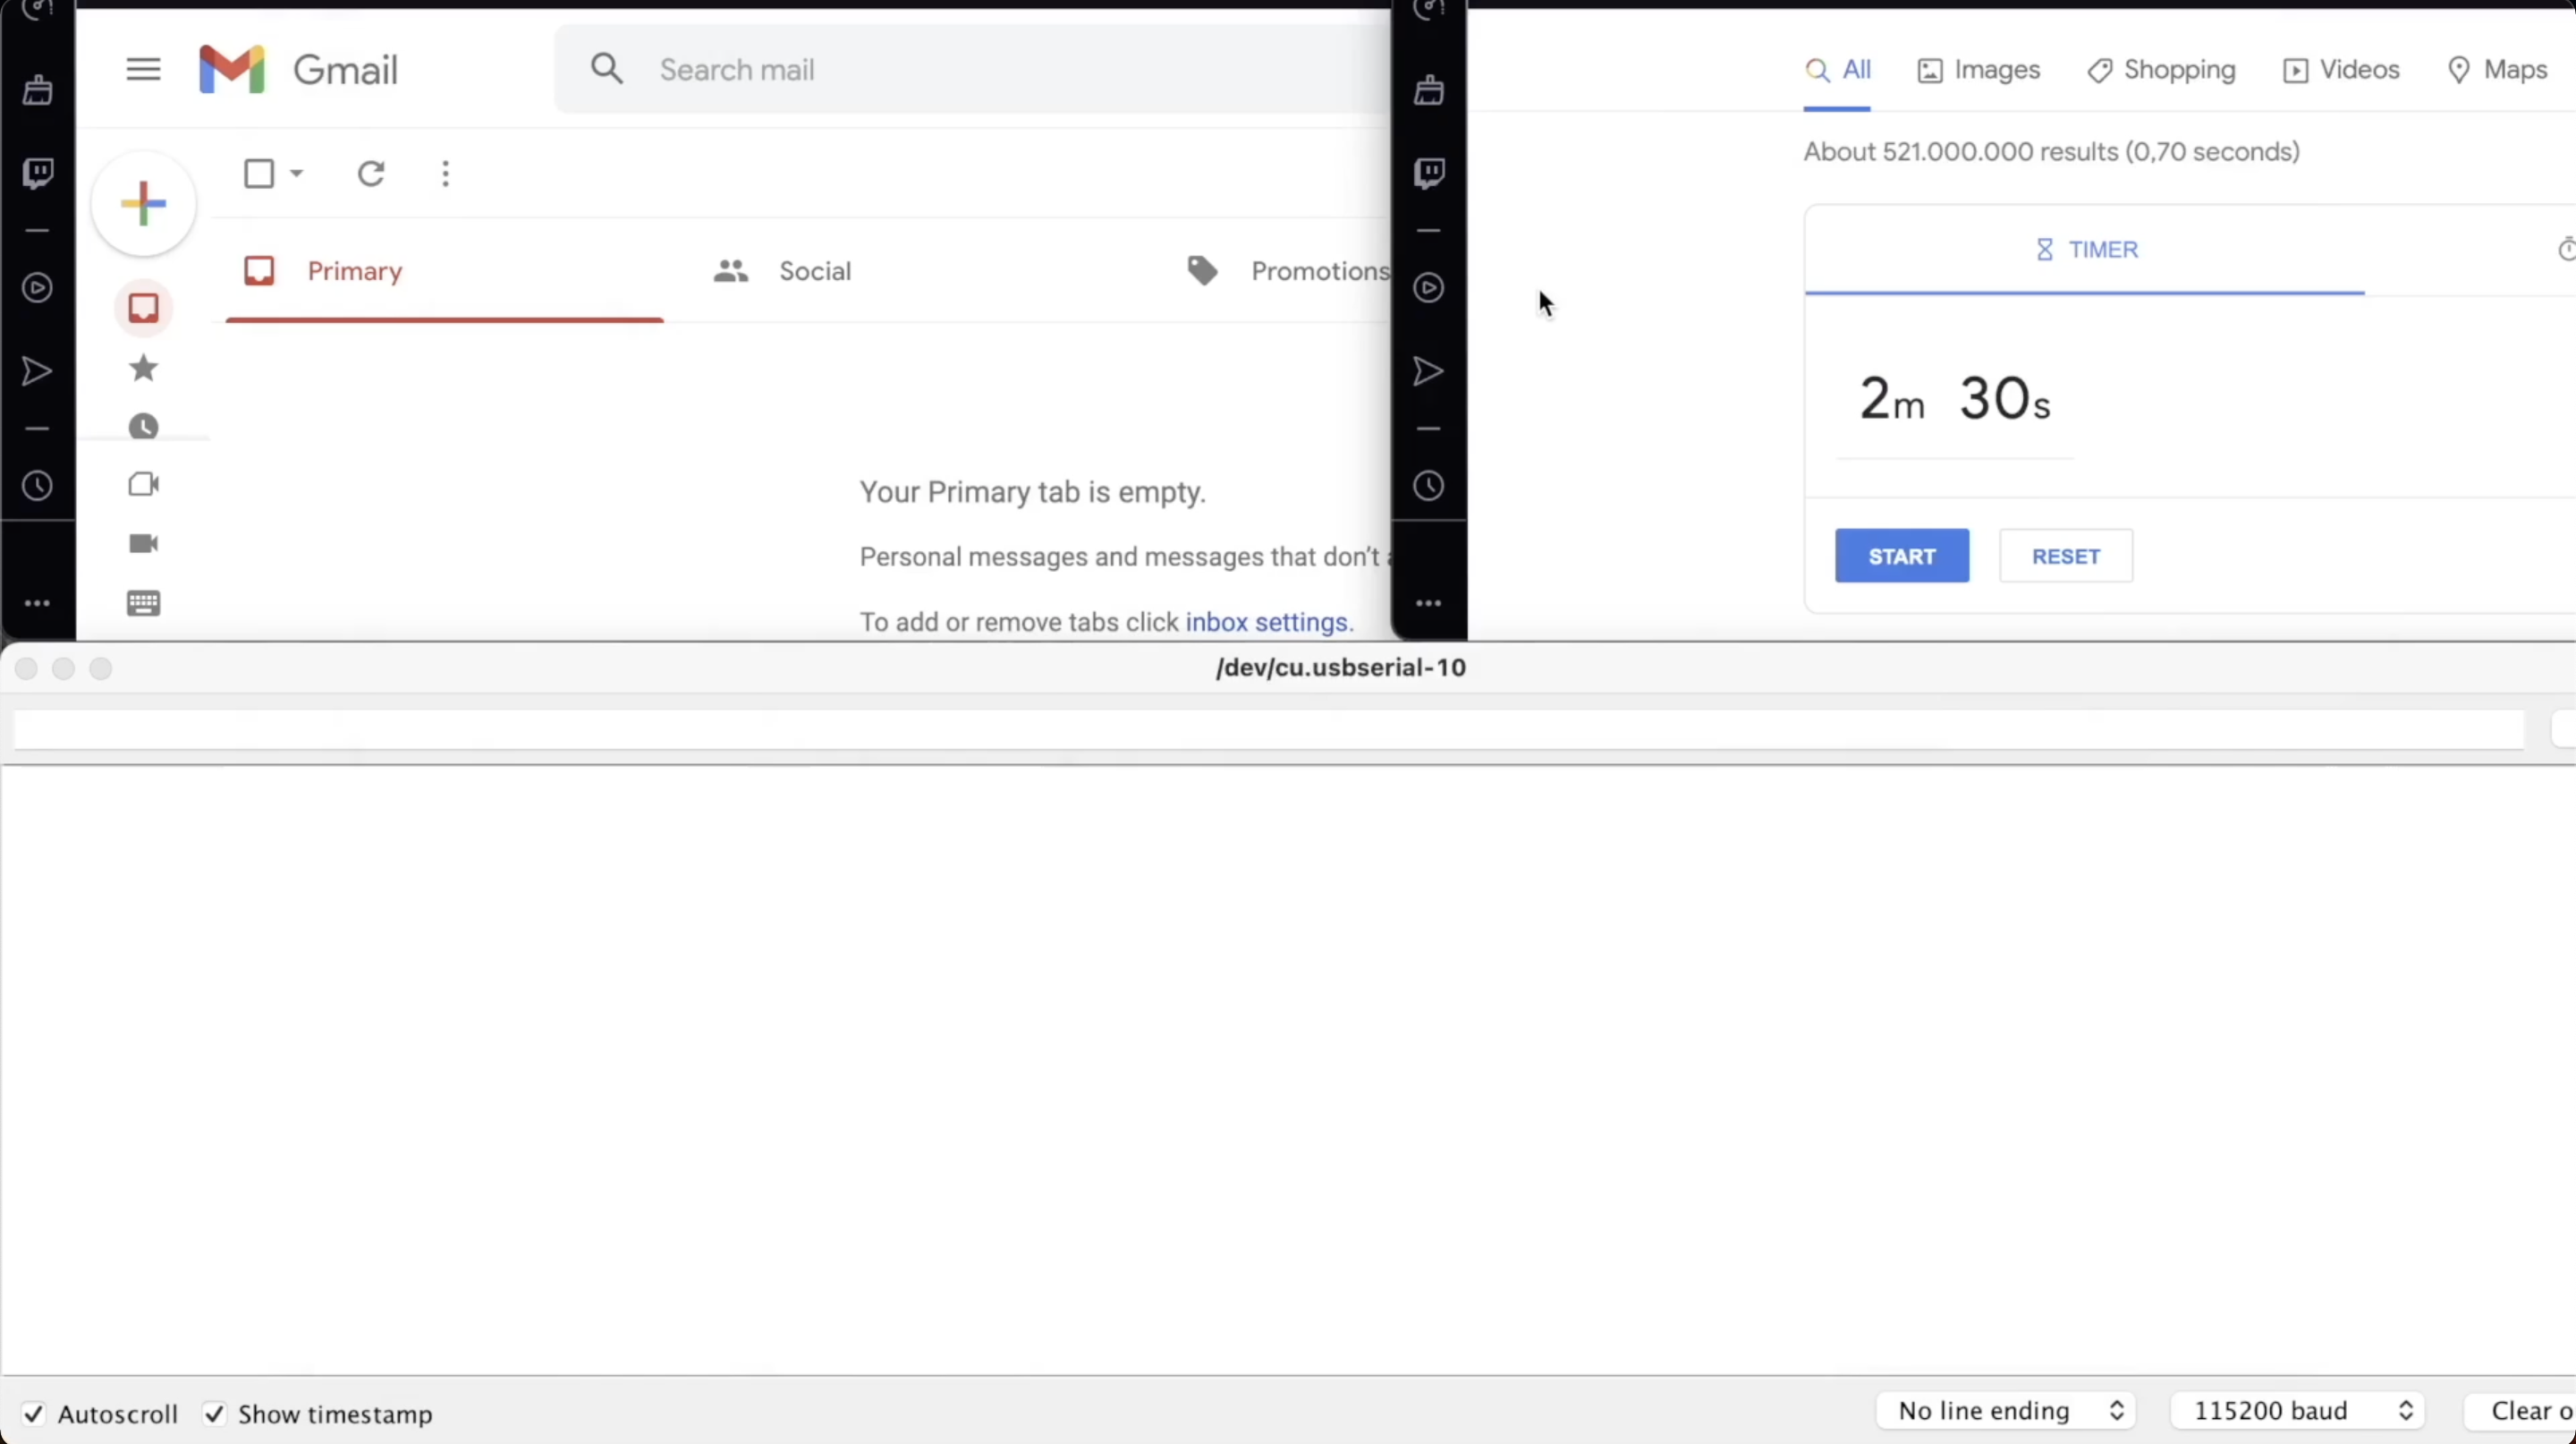 Gmail
Search mail
Primary
Social
Promotions
Your Primary tab is empty.
Personal messages and messages that don't
To add or remove tabs click inbox settings.
All
Images
Shopping
Videos
Maps
About 521.000.000 results (0,70 seconds)
TIMER
2m 30s
START
RESET
/dev/cu.usbserial-10
Autoscroll
Show timestamp
No line ending
115200 baud
Clear o